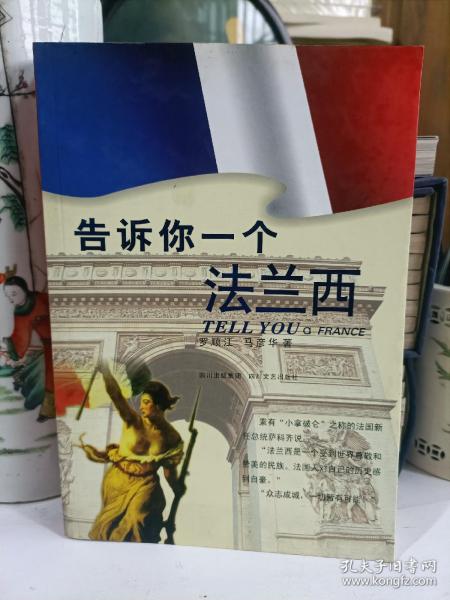 告诉你一个
法兰西
TELL YOU a FRANCE
罗顺江 马彦华 著
四川出版集团 四川文艺出版社
素有“小拿破仑”之称的法国新
任总统萨科齐说：
“法兰西是一个受到世界尊敬和
赞美的民族，法国人对自己的历史感
到自豪。”
“众志成城，一切皆有可能
孔夫子旧书网
www.kongfz.com